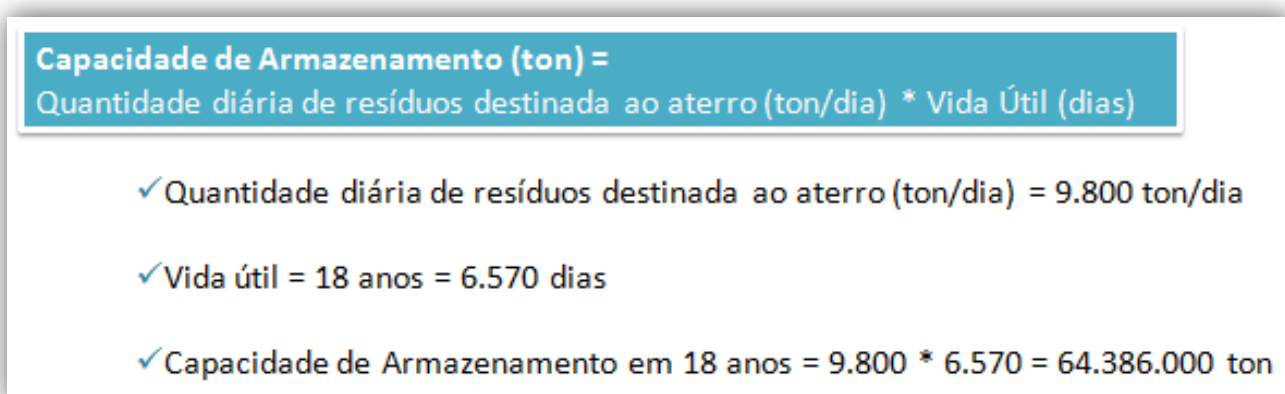 Capacidade de Armazenamento (ton) =
Quantidade diária de resíduos destinada ao aterro (ton/dia) * Vida Útil (dias)
✓Quantidade diária de resíduos destinada ao aterro (ton/dia) = 9.800 ton/dia
✓Vida útil = 18 anos = 6.570 dias
✓Capacidade de Armazenamento em 18 anos = 9.800 * 6.570 = 64.386.000 ton